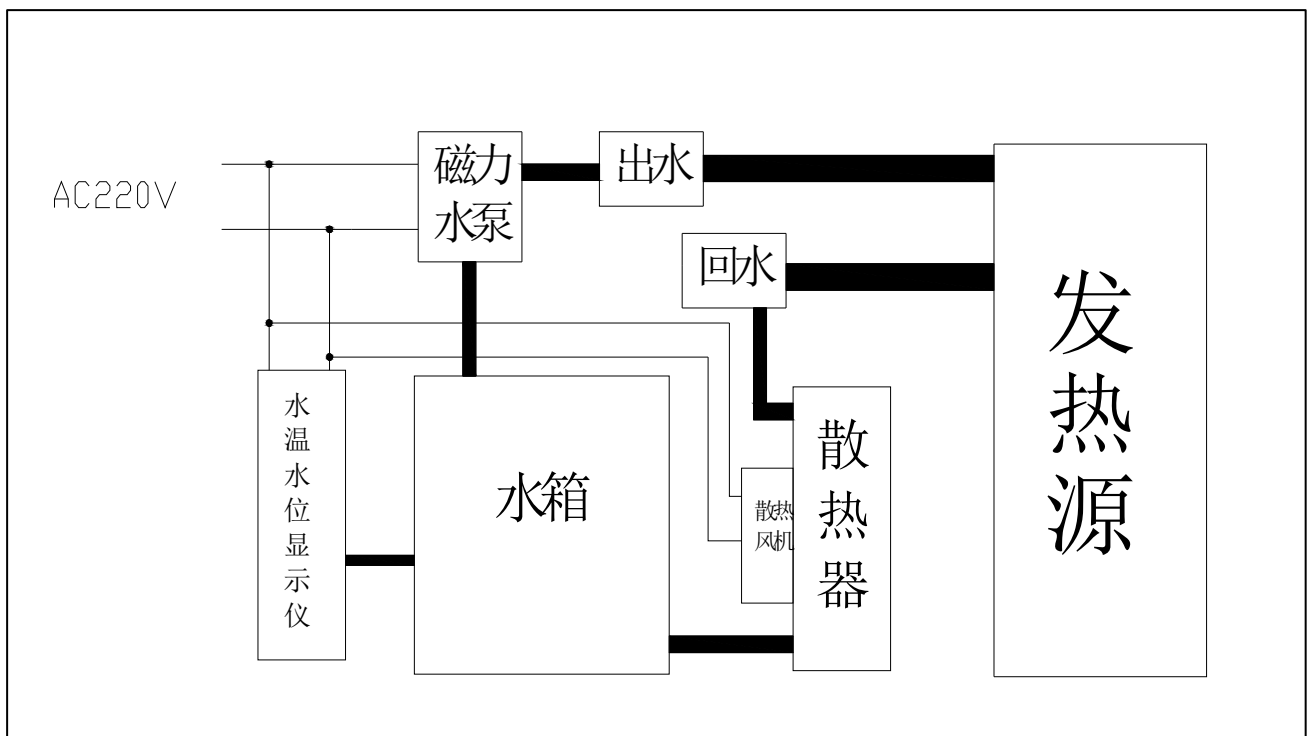 AC220V
磁力
水泵
出水
回水
发热源
水温水位显示仪
水箱
散热
风机
散热器